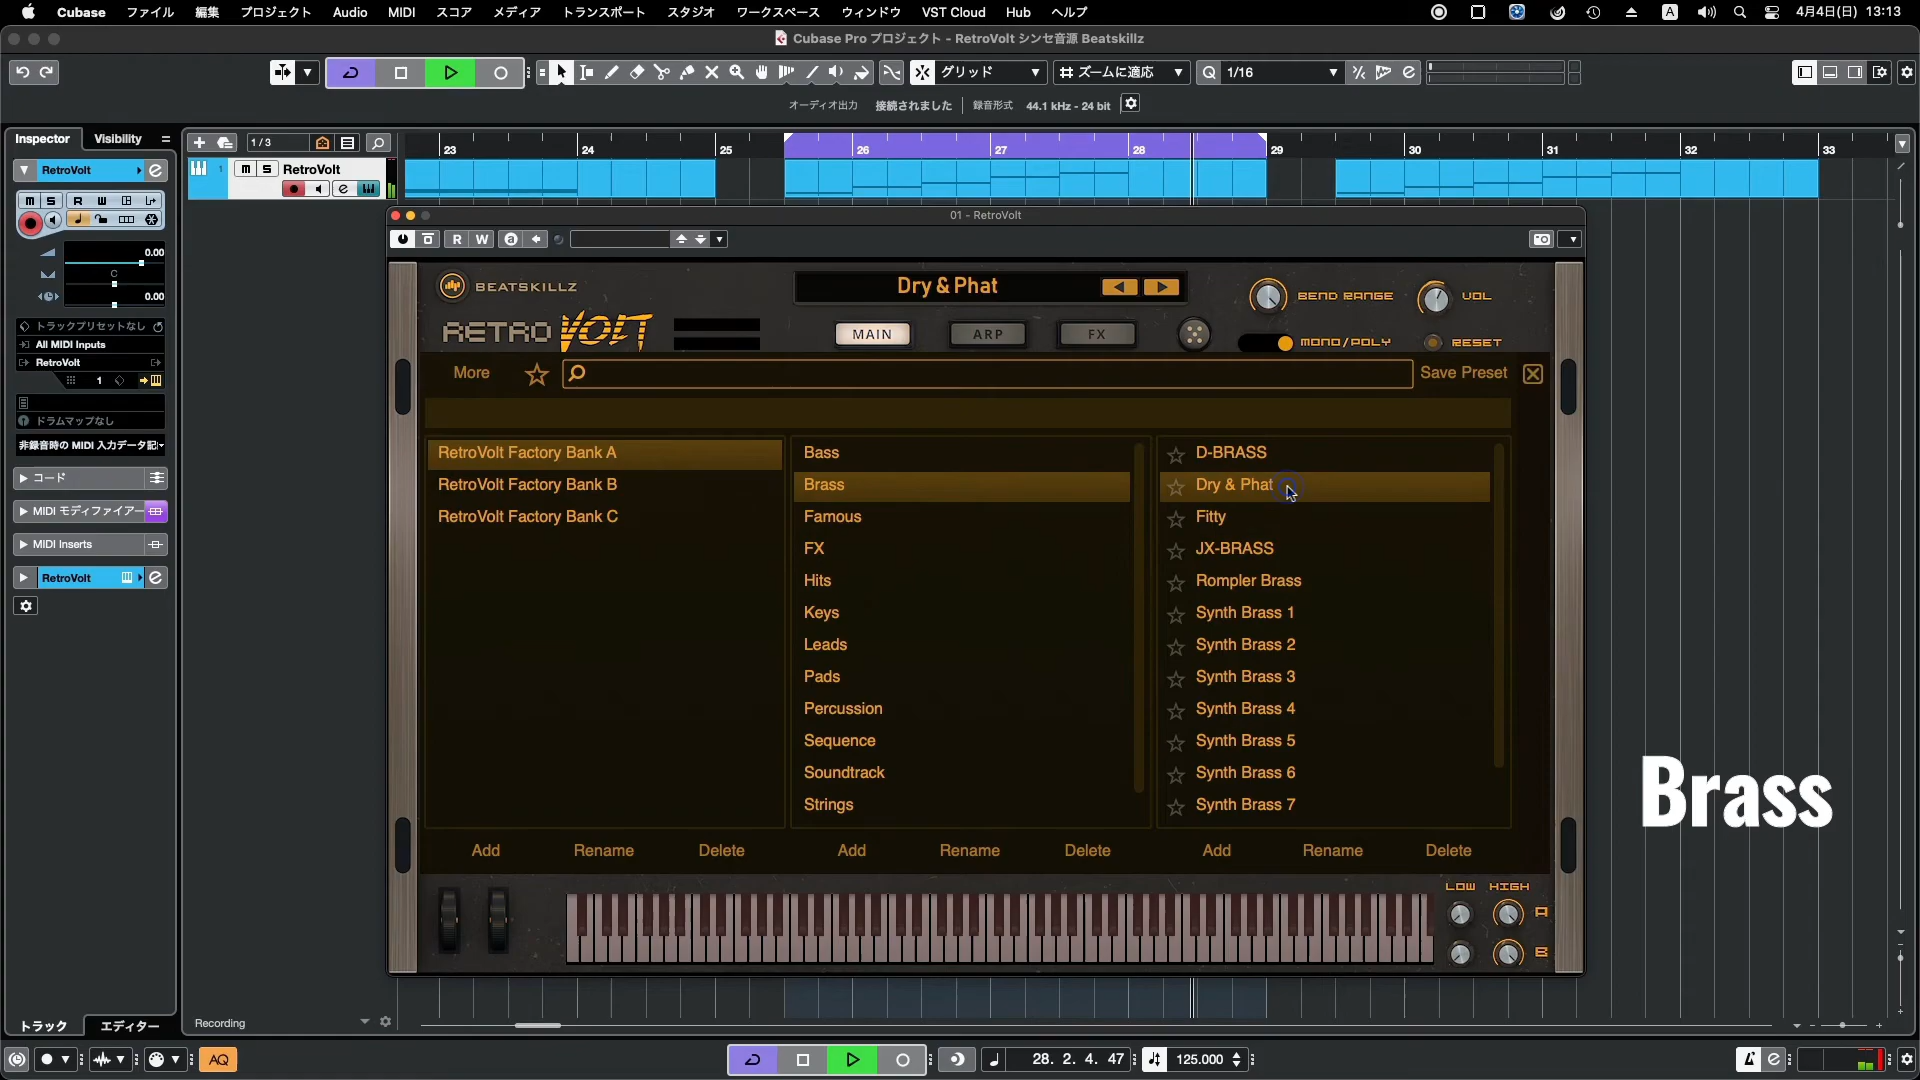 Cubase ファイル 編集 プロジェクト Audio MIDI スコア メディア トランスポート スタジオ ワークスペース ウィンドウ VST Cloud Hub ヘルプ A 4月4日(日) 13:13
Cubase Pro プロジェクト - RetroVolt シンセ音源 Beatskillz
グリッド ズームに適応 Q 1/16
オーディオ出力 接続されました 録音形式 44.1 kHz - 24 bit
Inspector Visibility 1/3 23 24 25 26 27 28 29 30 31 32 33
RetroVolt 1 m S RetroVolt
m S R W
01 - RetroVolt
R W a
0.00
C
0.00
トラックプリセットなし
All MIDI Inputs
RetroVolt
1
ドラムマップなし
非録音時の MIDI 入力データ記
コード
MIDI モディファイアー
MIDI Inserts
RetroVolt
BEATSKILLZ Dry & Phat BEND RANGE VOL
RETRO VOLT MAIN ARP FX MONO/POLY RESET
More Save Preset
RetroVolt Factory Bank A Bass D-BRASS
RetroVolt Factory Bank B Brass Dry & Phat
RetroVolt Factory Bank C Famous Fitty
FX JX-BRASS
Hits Rompler Brass
Keys Synth Brass 1
Leads Synth Brass 2
Pads Synth Brass 3
Percussion Synth Brass 4
Sequence Synth Brass 5
Soundtrack Synth Brass 6
Strings Synth Brass 7
Brass
Add Rename Delete Add Rename Delete Add Rename Delete
LOW HIGH
A
B
トラック エディター Recording
AQ 28. 2. 4. 47 125.000